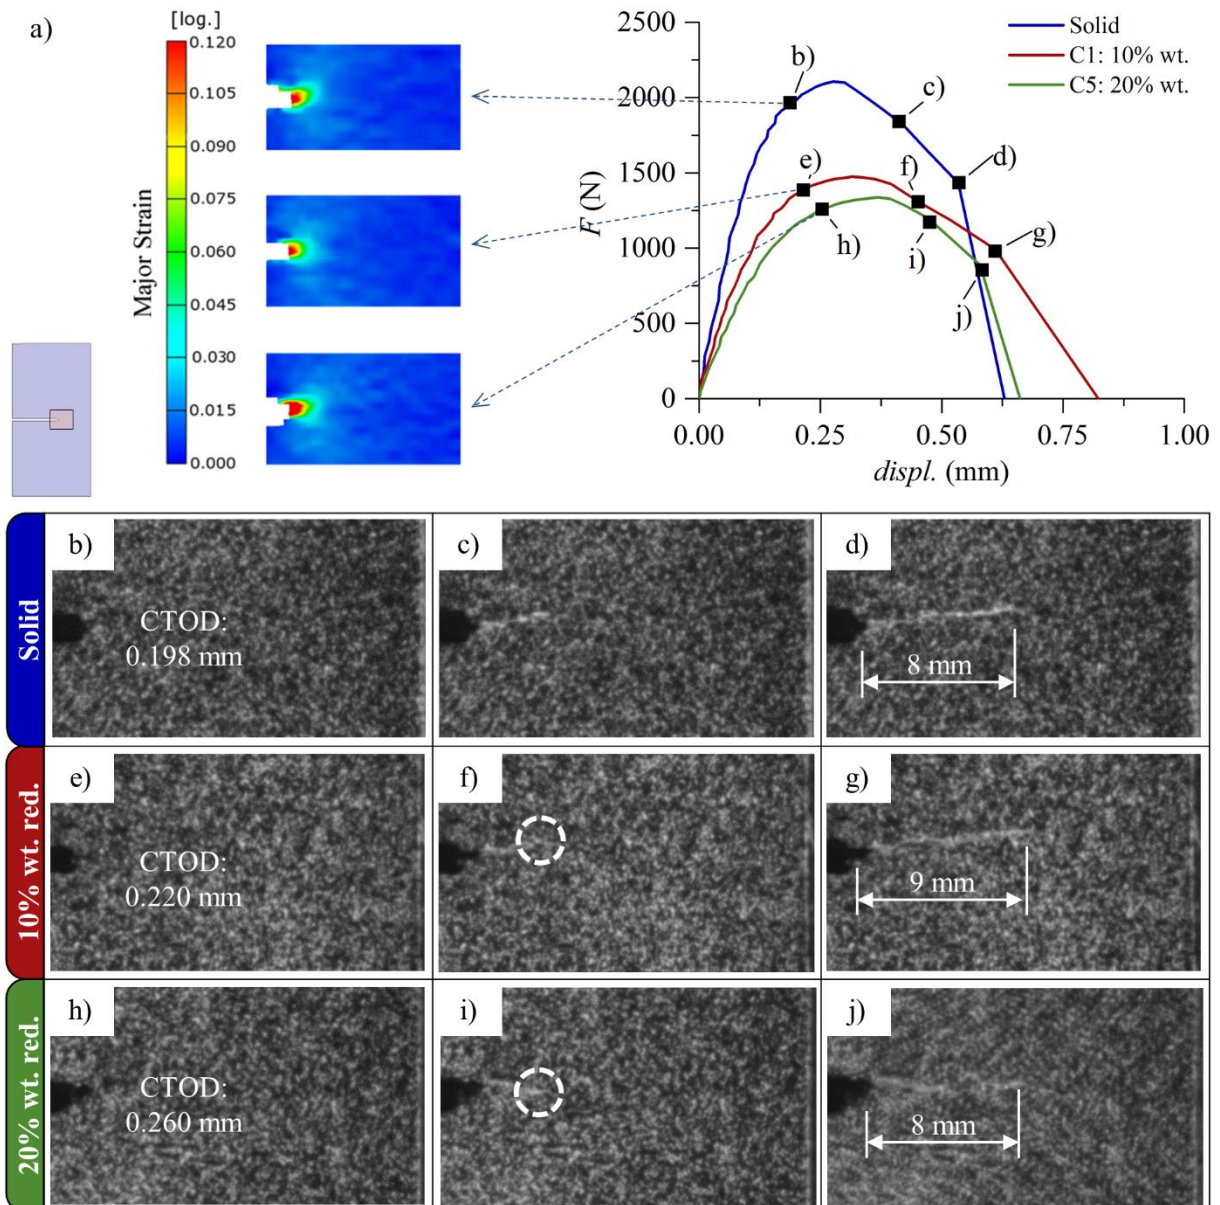 a)
[log.]
Major Strain
0.120
0.105
0.090
0.075
0.060
0.045
0.030
0.015
0.000
F (N)
2500
2000
1500
1000
500
0
0.00 0.25 0.50 0.75 1.00
displ. (mm)
Solid
C1: 10% wt.
C5: 20% wt.
b)
c)
d)
e)
f)
g)
h)
i)
j)
Solid
b)
CTOD:
0.198 mm
c)
d)
8 mm
10% wt. red.
e)
CTOD:
0.220 mm
f)
g)
9 mm
20% wt. red.
h)
CTOD:
0.260 mm
i)
j)
8 mm